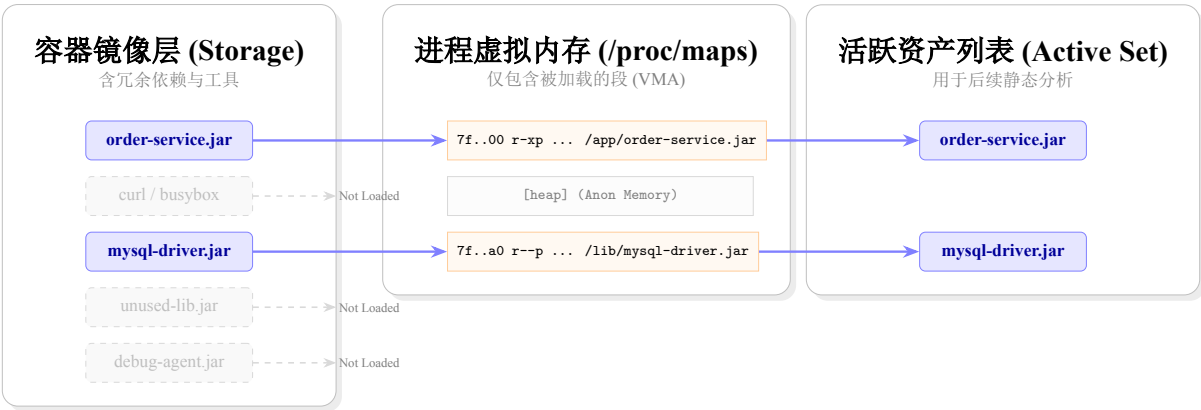 容器镜像层 (Storage)
含冗余依赖与工具
order-service.jar
curl / busybox
Not Loaded
mysql-driver.jar
unused-lib.jar
Not Loaded
debug-agent.jar
Not Loaded
进程虚拟内存 (/proc/maps)
仅包含被加载的段 (VMA)
7f..00 r-xp ... /app/order-service.jar
[heap] (Anon Memory)
7f..a0 r--p ... /lib/mysql-driver.jar
活跃资产列表 (Active Set)
用于后续静态分析
order-service.jar
mysql-driver.jar